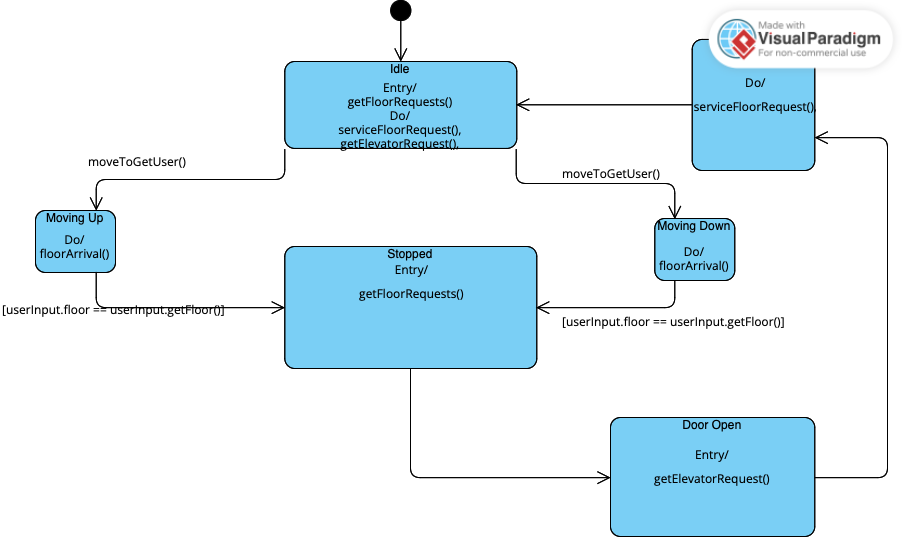 Made with
Visual Paradigm
For non-commercial use
Idle
Entry/
getFloorRequests()
Do/
serviceFloorRequest(),
getElevatorRequest(),
Do/
serviceFloorRequest(),
moveToGetUser()
moveToGetUser()
Moving Up
Do/
floorArrival()
Moving Down
Do/
floorArrival()
Stopped
Entry/
getFloorRequests()
[userInput.floor == userInput.getFloor()]
[userInput.floor == userInput.getFloor()]
Door Open
Entry/
getElevatorRequest()